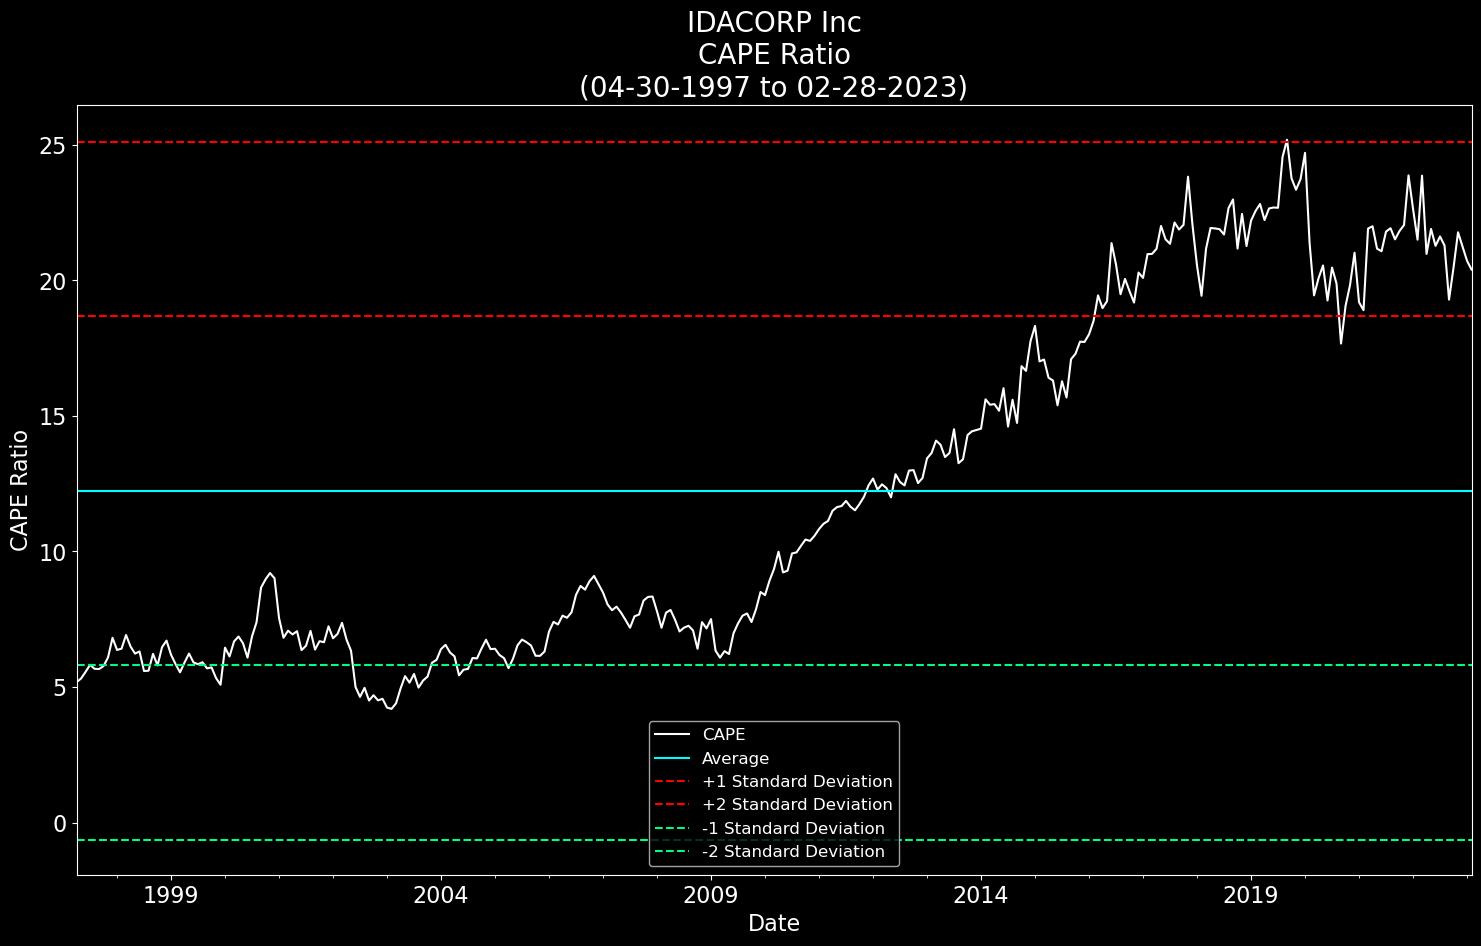 IDACORP Inc
CAPE Ratio
(04-30-1997 to 02-28-2023)
25
20
15
10
5
0
CAPE Ratio
CAPE
Average
+1 Standard Deviation
+2 Standard Deviation
-1 Standard Deviation
-2 Standard Deviation
1999 2004 2009 2014 2019
Date